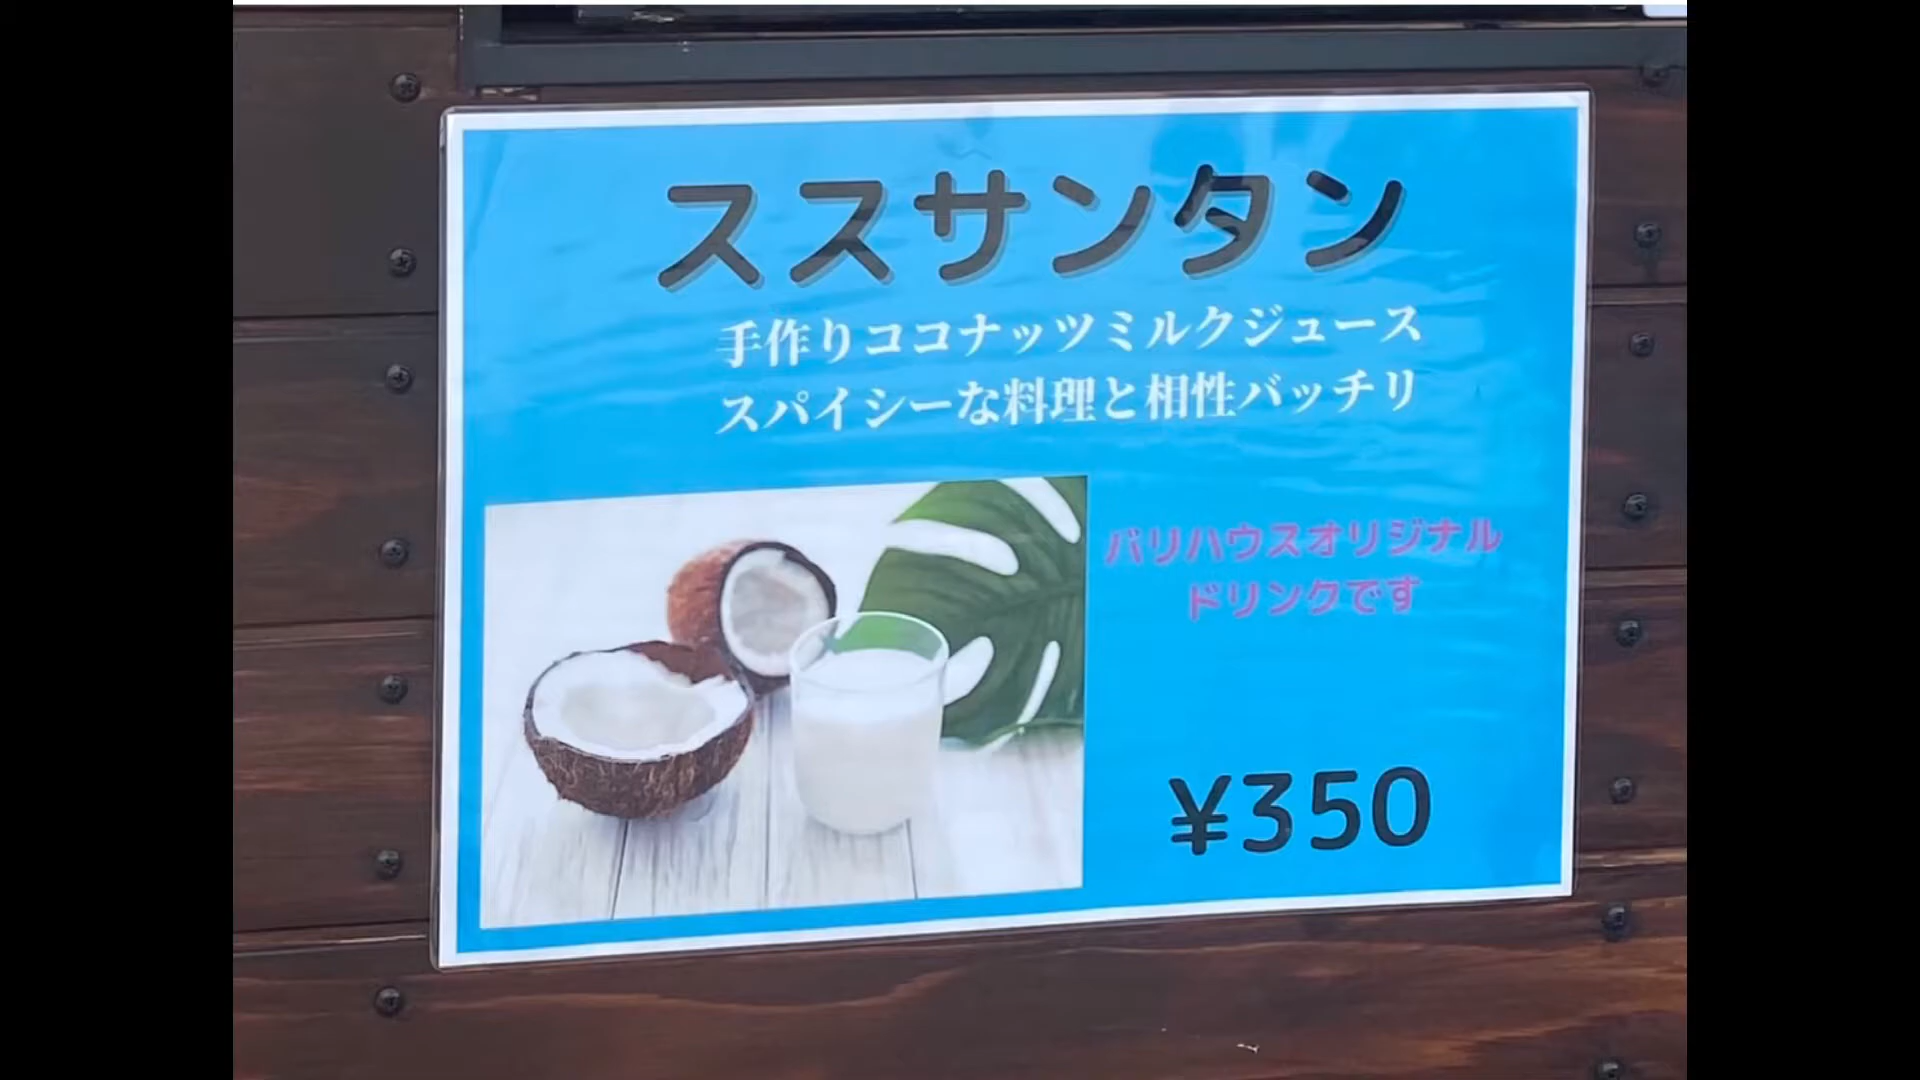 ススサンタン
手作りココナッツミルクジュース
スパイシーな料理と相性バッチリ
バリハウスオリジナル
ドリンクです
¥350